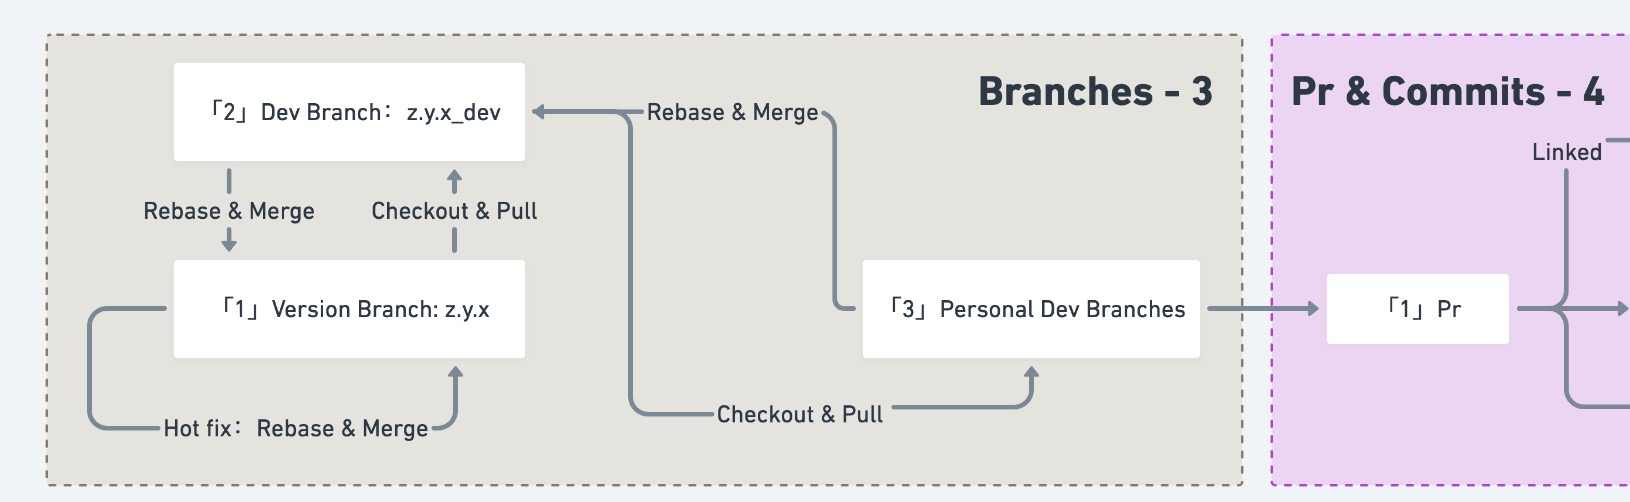 「2」Dev Branch：z.y.x_dev
Rebase & Merge
Branches - 3
Rebase & Merge
Checkout & Pull
「1」Version Branch: z.y.x
「3」Personal Dev Branches
Checkout & Pull
Hot fix：Rebase & Merge
Pr & Commits - 4
Linked
「1」Pr